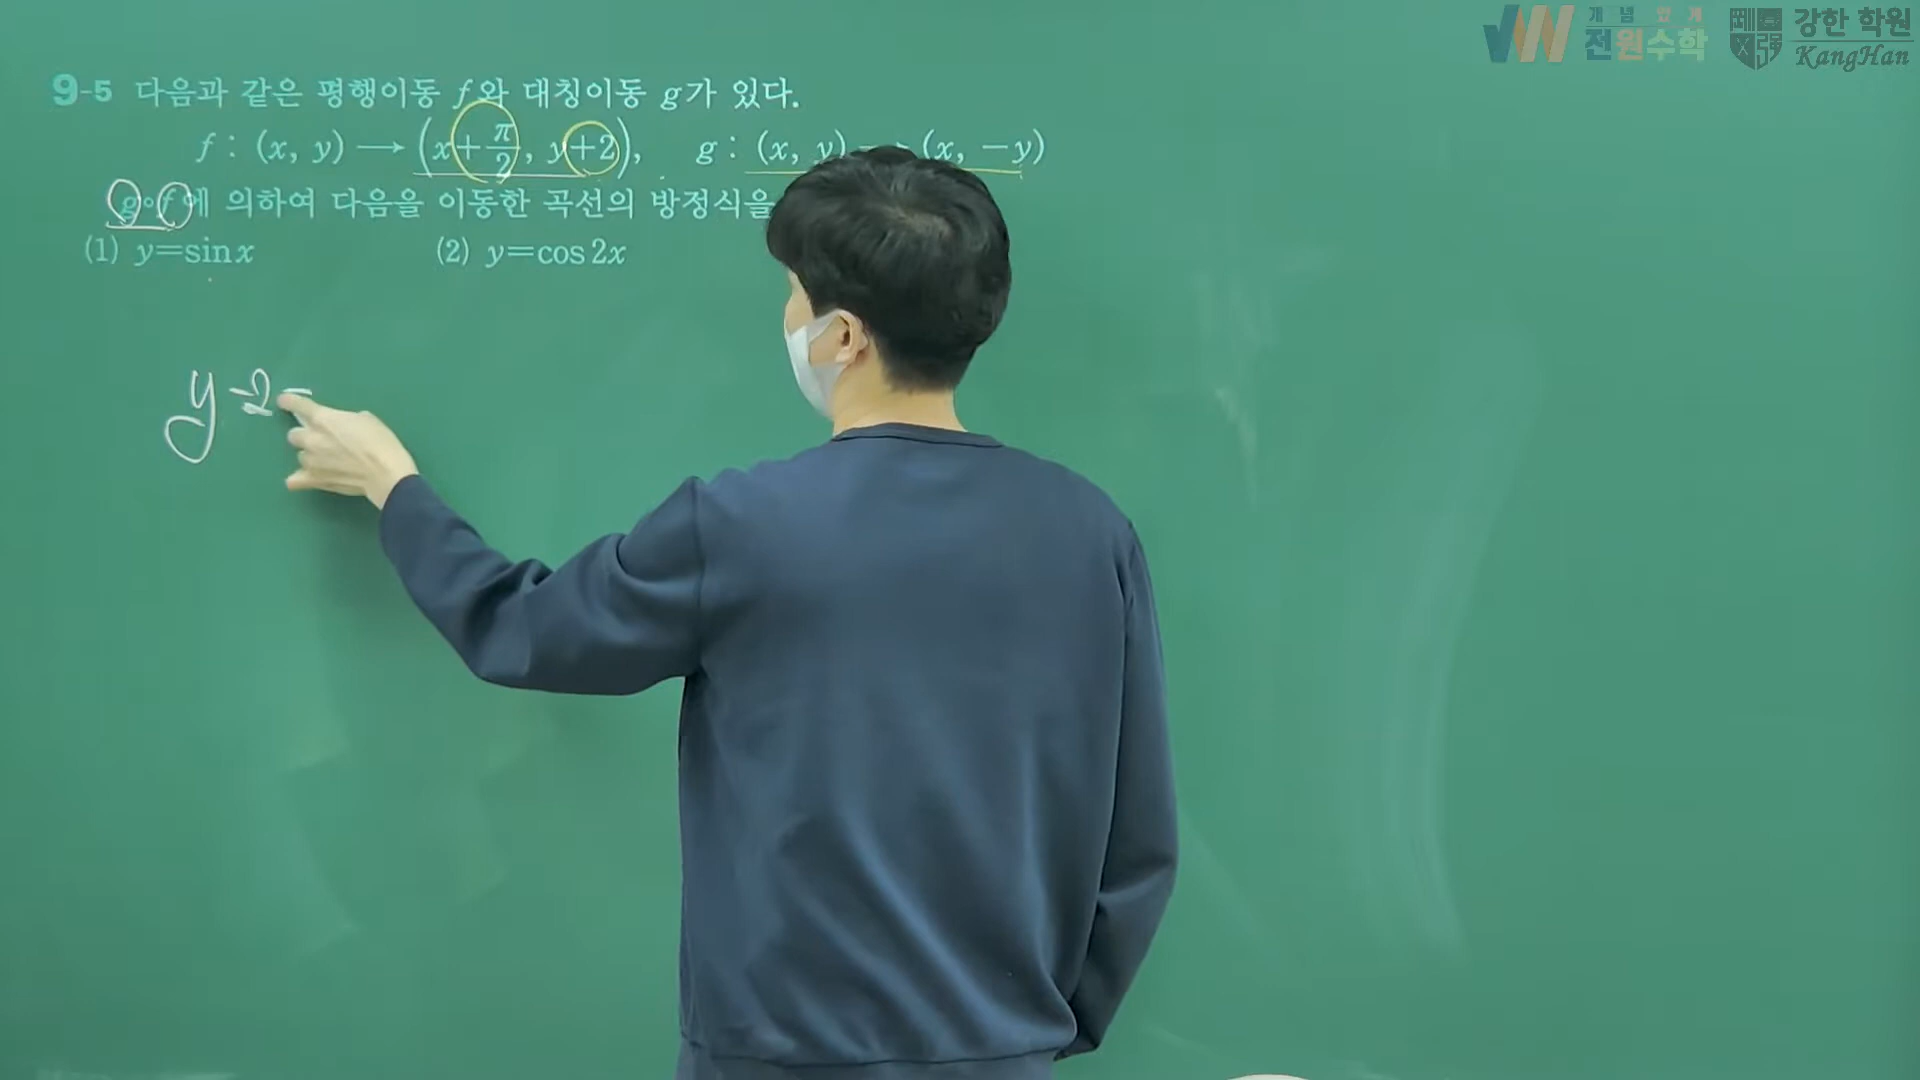 개념 있게
전원수학
강한 학원
KangHan
9-5 다음과 같은 평행이동 f와 대칭이동 g가 있다.
f : (x, y) → (x+π/2, y+2), g : (x, y) → (x, −y)
g∘f에 의하여 다음을 이동한 곡선의 방정식을
(1) y=sin x (2) y=cos 2x
y-2=